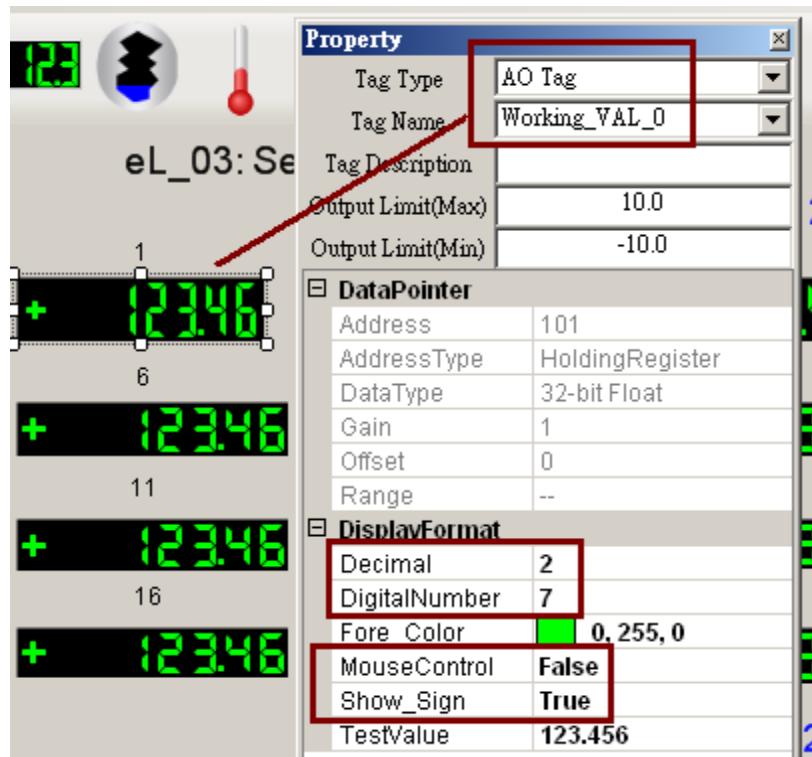 12.3
eL_03: Se
1
+ 123.46
6
+ 123.46
11
+ 123.46
16
+ 123.46
Property
Tag Type AO Tag
Tag Name Working_VAL_0
Tag Description
Output Limit(Max) 10.0
Output Limit(Min) -10.0
DataPointer
Address 101
AddressType HoldingRegister
DataType 32-bit Float
Gain 1
Offset 0
Range --
DisplayFormat
Decimal 2
DigitalNumber 7
Fore_Color 0, 255, 0
MouseControl False
Show_Sign True
TestValue 123.456